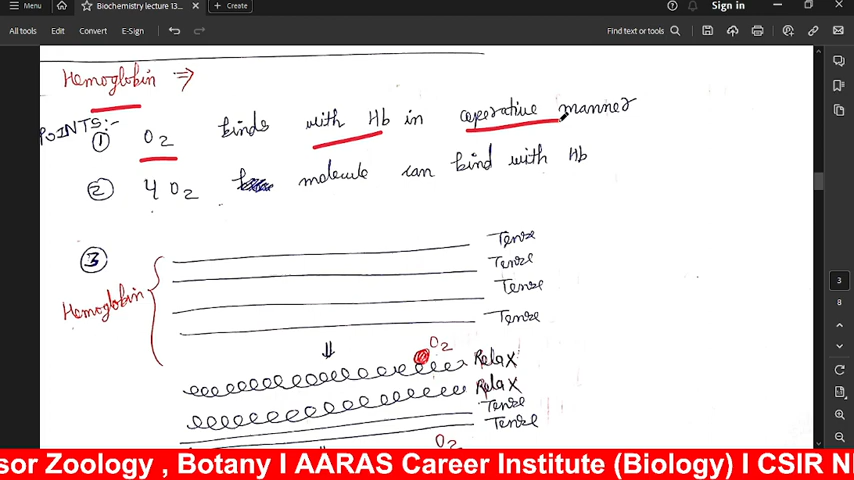 Menu
Biochemistry lecture 13...
Create
Sign in
All tools
Edit
Convert
E-Sign
Find text or tools
Hemoglobin ⇒
POINTS:-
① O2 binds with Hb in coperative manner
② 4 O2 molecule can bind with Hb
③
Tense
Tense
Hemoglobin
Tense
Tense
⇓
O2
Relax
Relax
Tense
Tense
O2
3
8
sor Zoology , Botany I AARAS Career Institute (Biology) I CSIR N